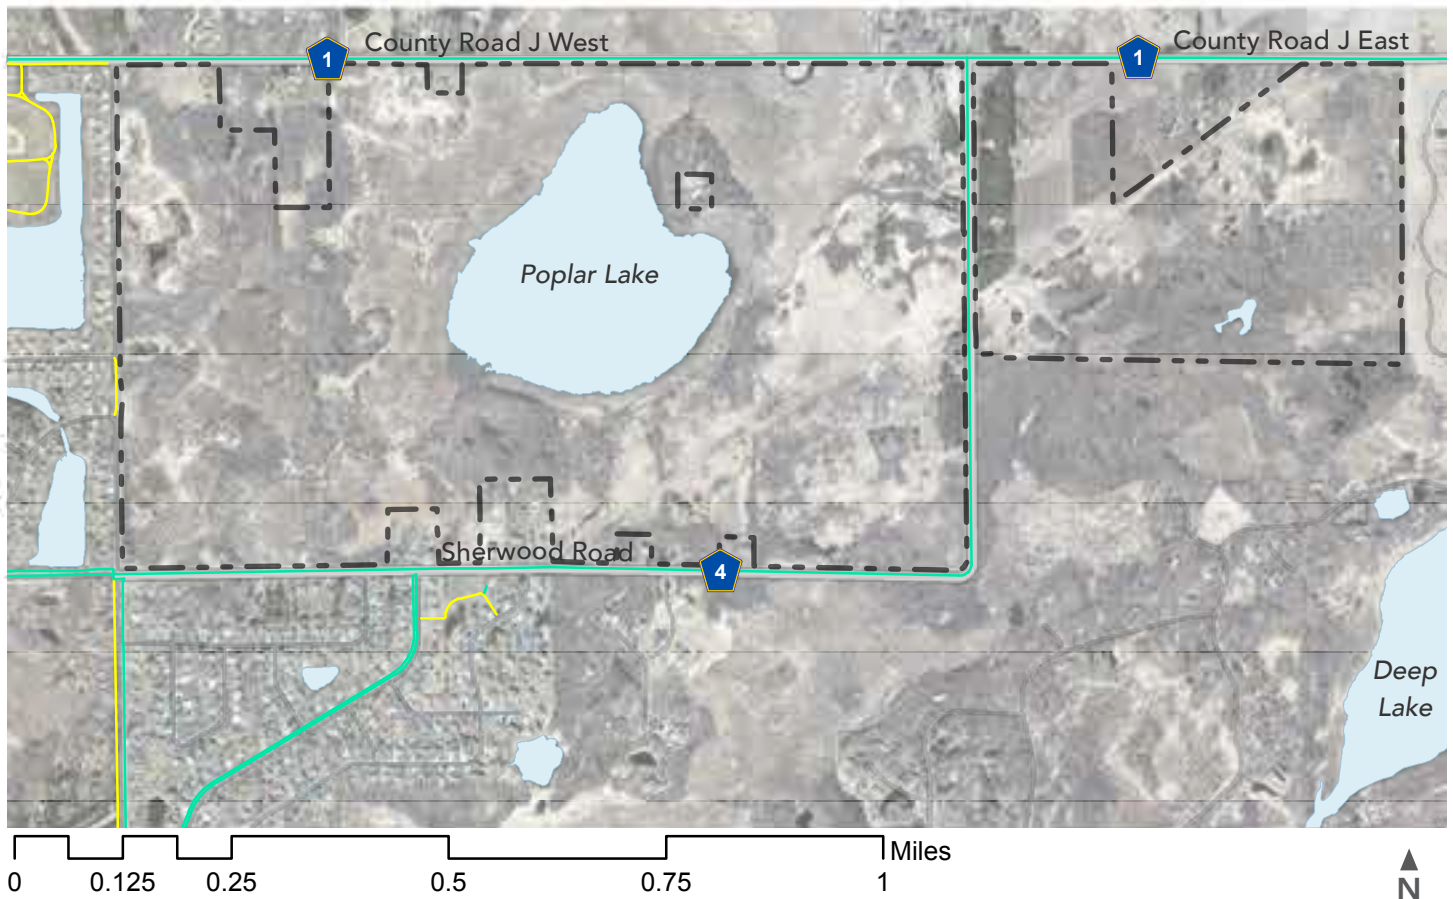 County Road J West
County Road J East
1
1
Poplar Lake
Sherwood Road
4
Deep
Lake
Miles
0 0.125 0.25 0.5 0.75 1
N